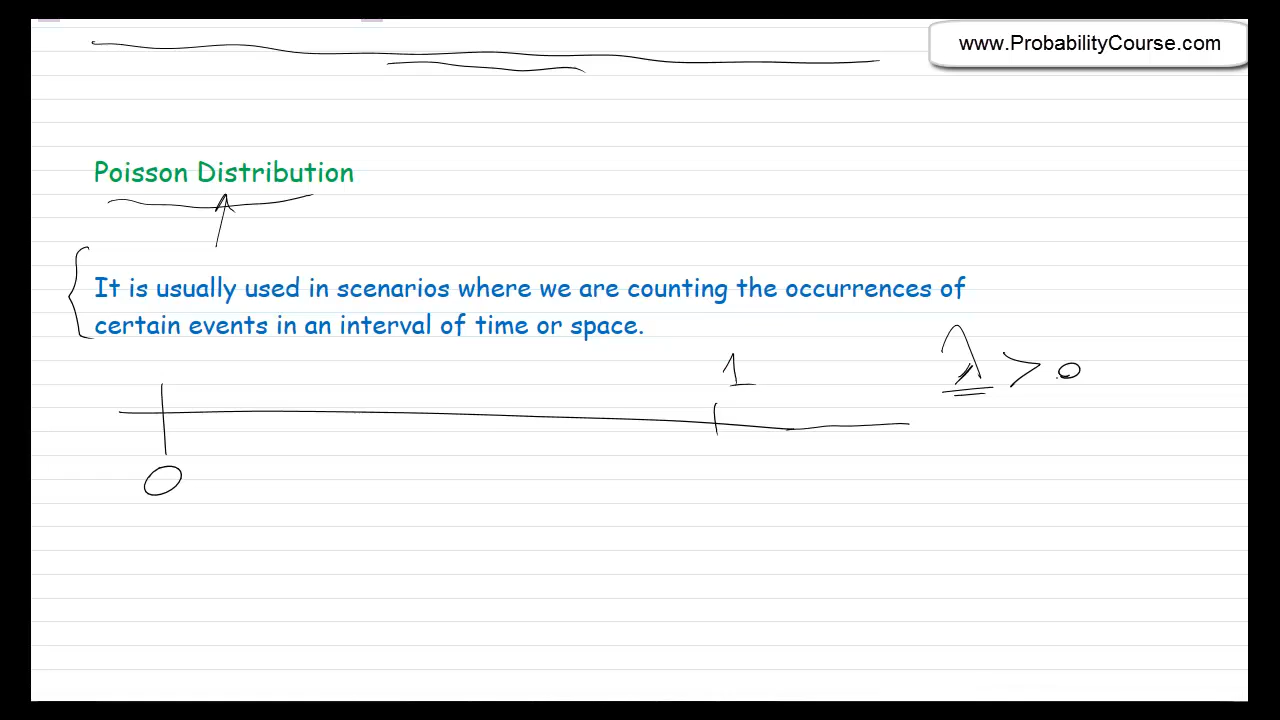 www.ProbabilityCourse.com
Poisson Distribution
It is usually used in scenarios where we are counting the occurrences of
certain events in an interval of time or space.
1
λ > 0
0